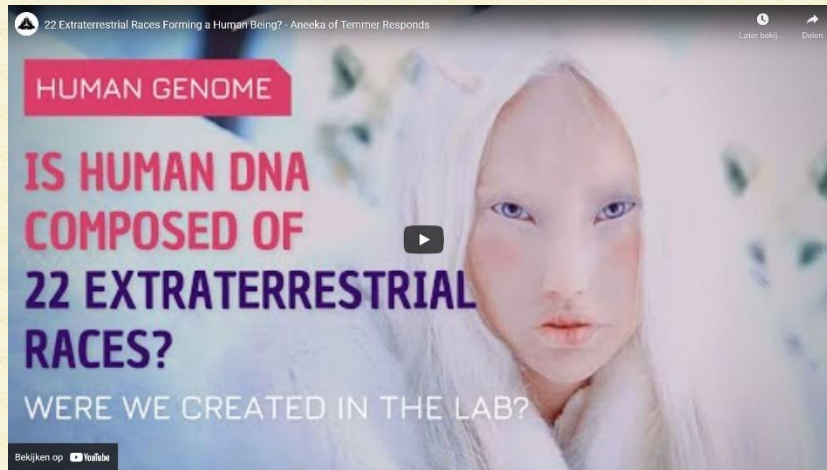 22 Extraterrestrial Races Forming a Human Being? - Aneeka of Temmer Responds
Later bekij...
Delen
HUMAN GENOME
IS HUMAN DNA
COMPOSED OF
22 EXTRATERRESTRIAL
RACES?
WERE WE CREATED IN THE LAB?
Bekijken op YouTube